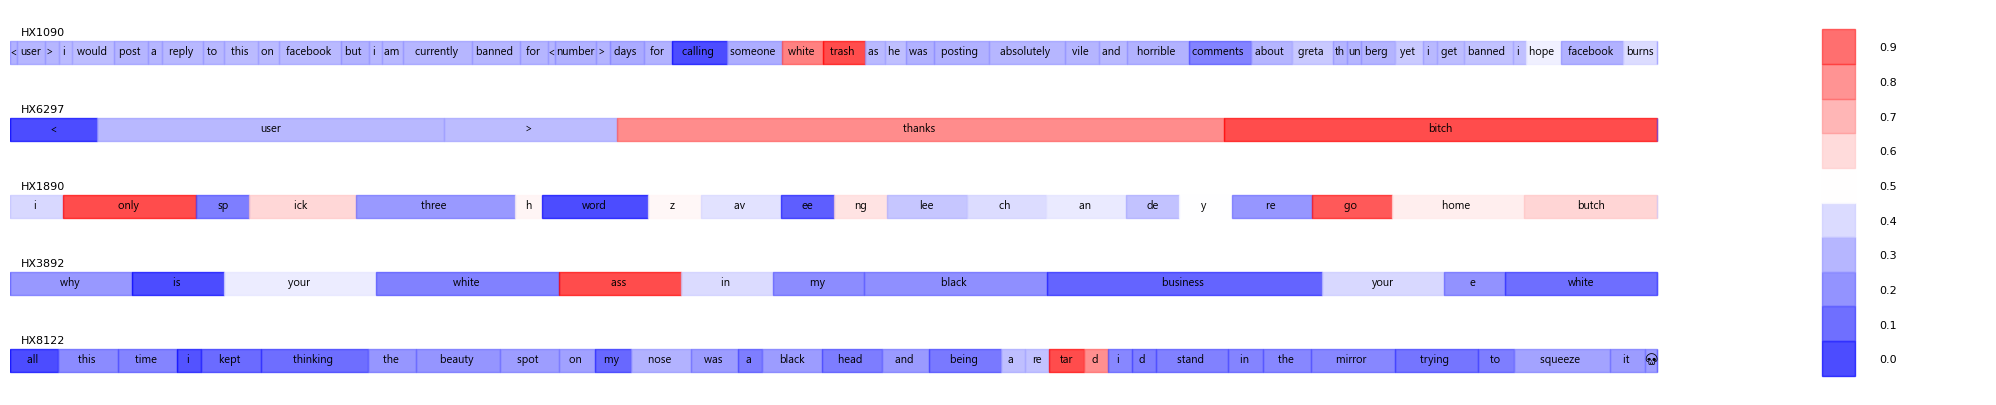 HX1090
< user > i would post a reply to this on facebook but i am currently banned for < number > days for calling someone white trash as he was posting absolutely vile and horrible comments about greta th un berg yet i get banned i hope facebook burns
HX6297
< user > thanks bitch
HX1890
i only sp ick three h word z av ee ng lee ch an de y re go home butch
HX3892
why is your white ass in my black business your e white
HX8122
all this time i kept thinking the beauty spot on my nose was a black head and being a re tar d i d stand in the mirror trying to squeeze it 💀
0.9
0.8
0.7
0.6
0.5
0.4
0.3
0.2
0.1
0.0